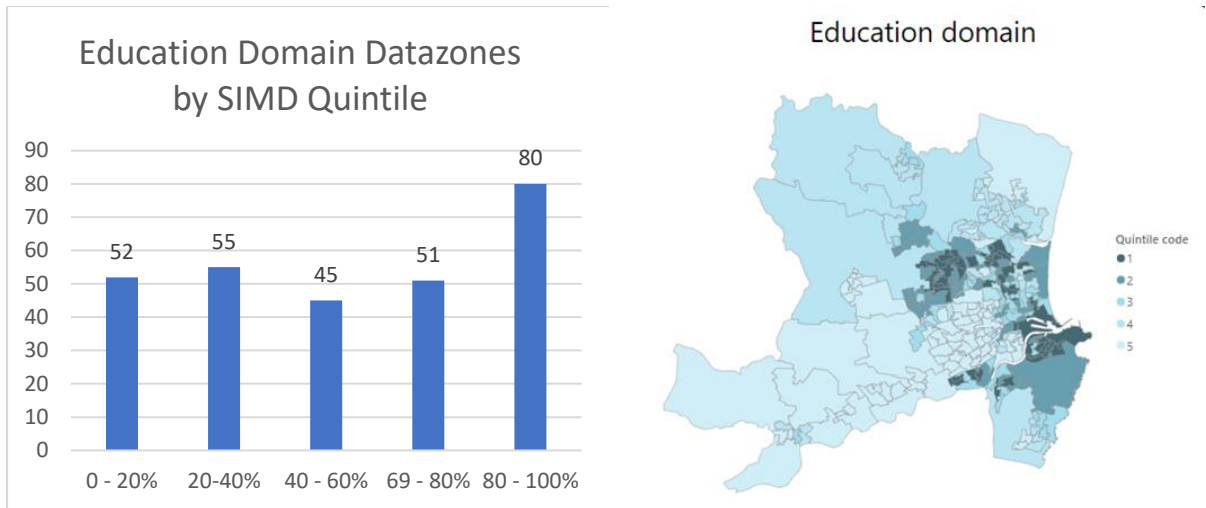 Education Domain Datazones
by SIMD Quintile
90
80
70
60
50
40
30
20
10
0
52
55
45
51
80
0 - 20%
20-40%
40 - 60%
69 - 80%
80 - 100%
Education domain
Quintile code
1
2
3
4
5